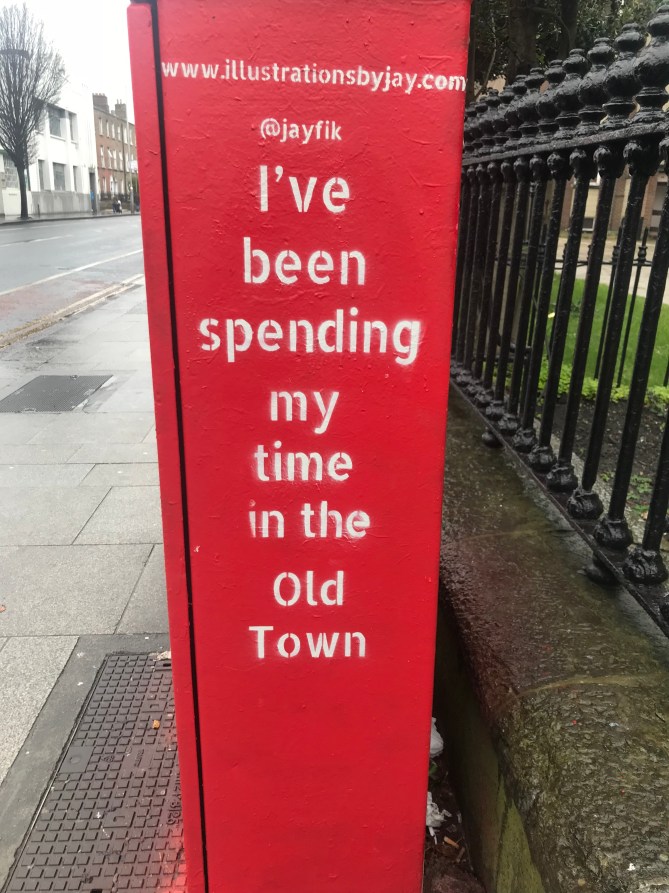 www.illustrationsbyjay.com
@jayfik
I've
been
spending
my
time
in the
Old
Town